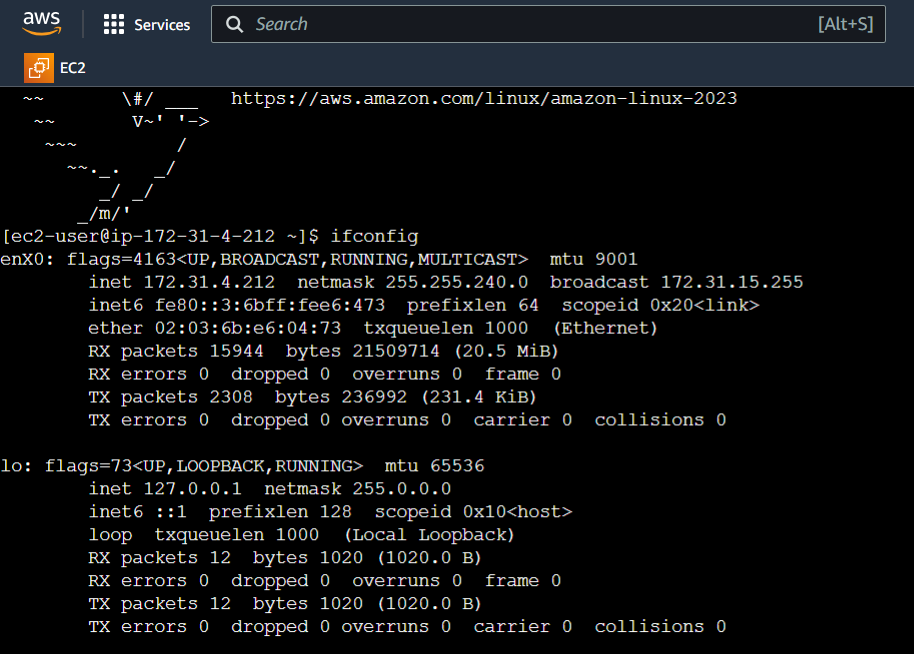 aws
Services
Search
[Alt+S]
EC2
~~       \#/ ___   https://aws.amazon.com/linux/amazon-linux-2023
   ~~       V~' '->
    ~~~         /
      ~~._.   _/
         _/ _/
       _/m/'
[ec2-user@ip-172-31-4-212 ~]$ ifconfig
enX0: flags=4163<UP,BROADCAST,RUNNING,MULTICAST>  mtu 9001
        inet 172.31.4.212  netmask 255.255.240.0  broadcast 172.31.15.255
        inet6 fe80::3:6bff:fee6:473  prefixlen 64  scopeid 0x20<link>
        ether 02:03:6b:e6:04:73  txqueuelen 1000  (Ethernet)
        RX packets 15944  bytes 21509714 (20.5 MiB)
        RX errors 0  dropped 0  overruns 0  frame 0
        TX packets 2308  bytes 236992 (231.4 KiB)
        TX errors 0  dropped 0 overruns 0  carrier 0  collisions 0

lo: flags=73<UP,LOOPBACK,RUNNING>  mtu 65536
        inet 127.0.0.1  netmask 255.0.0.0
        inet6 ::1  prefixlen 128  scopeid 0x10<host>
        loop  txqueuelen 1000  (Local Loopback)
        RX packets 12  bytes 1020 (1020.0 B)
        RX errors 0  dropped 0  overruns 0  frame 0
        TX packets 12  bytes 1020 (1020.0 B)
        TX errors 0  dropped 0 overruns 0  carrier 0  collisions 0